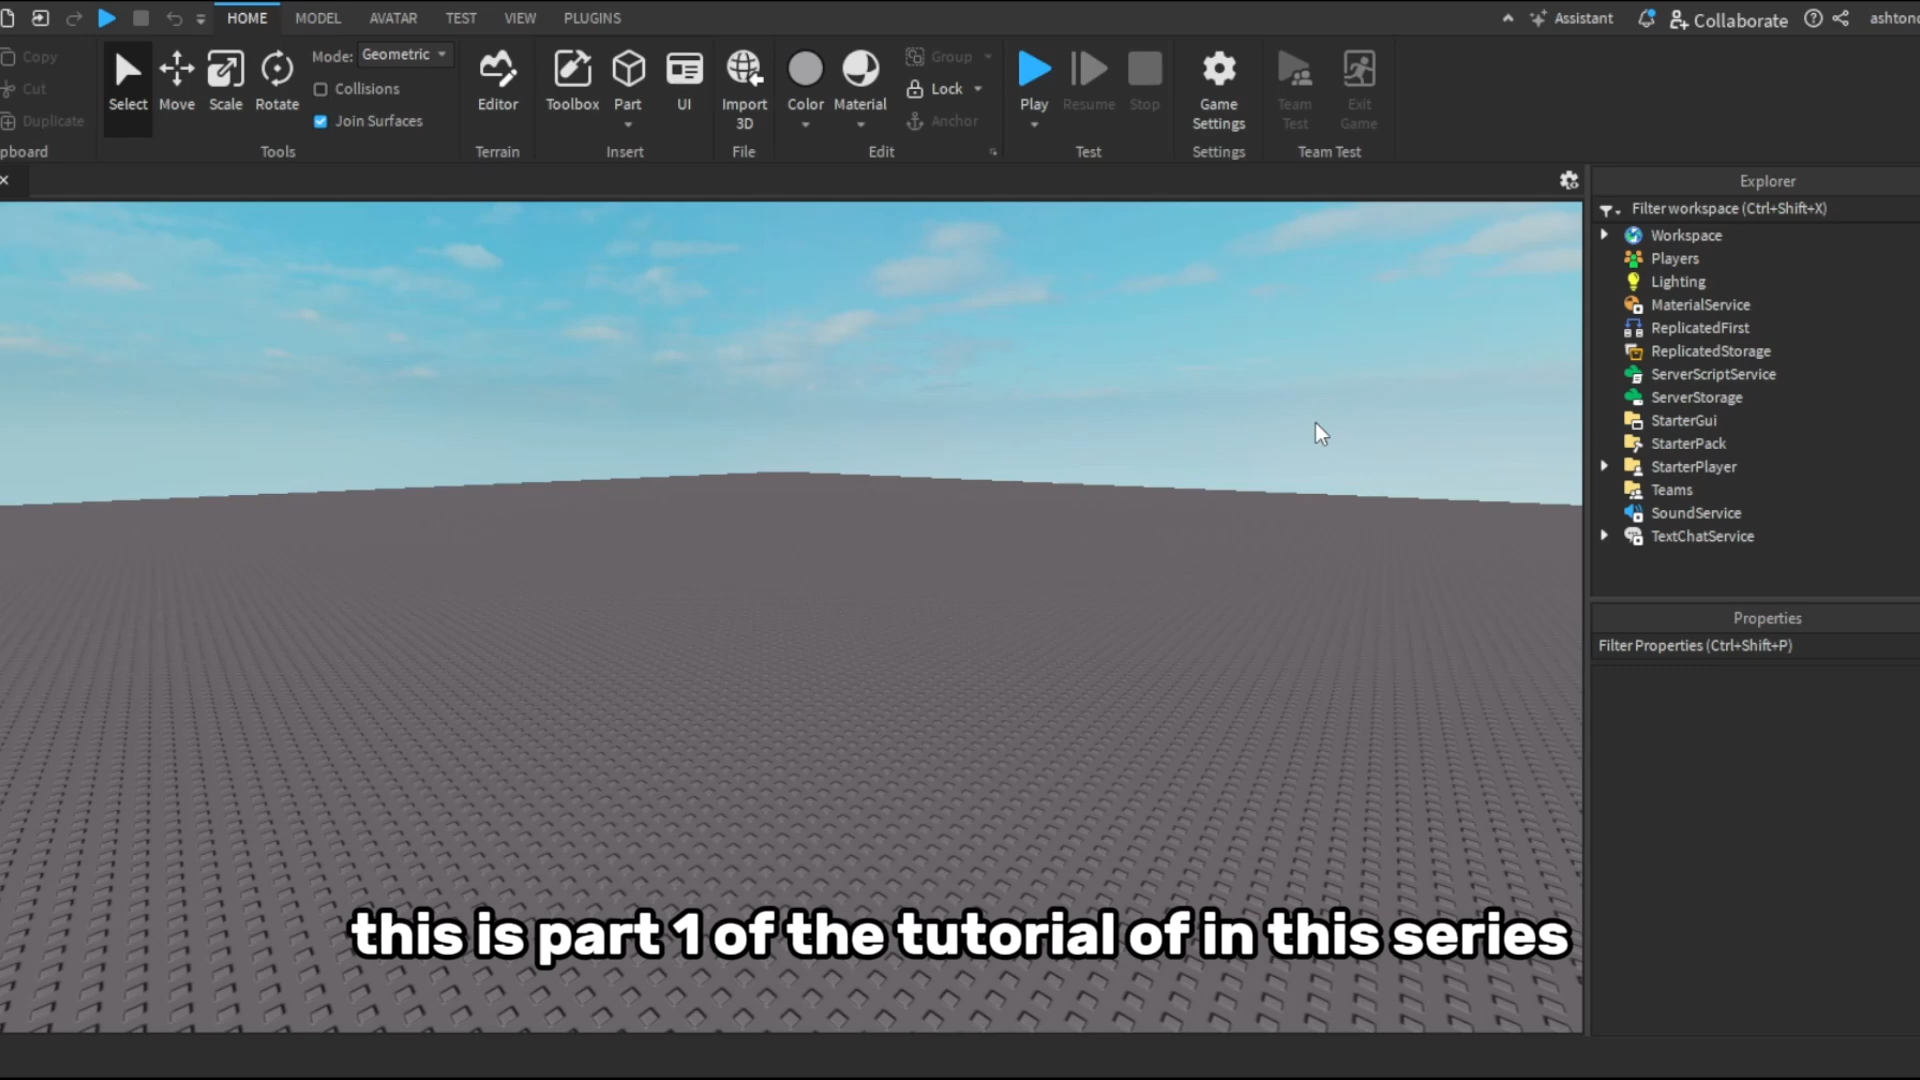 HOME MODEL AVATAR TEST VIEW PLUGINS Assistant Collaborate ashtond
Copy
Cut
Duplicate
pboard
Select Move Scale Rotate
Mode: Geometric
Collisions
Join Surfaces
Tools
Editor
Terrain
Toolbox Part UI
Insert
Import
3D
File
Color Material
Group
Lock
Anchor
Edit
Play Resume Stop
Test
Game
Settings
Settings
Team
Test
Exit
Game
Team Test
Explorer
Filter workspace (Ctrl+Shift+X)
Workspace
Players
Lighting
MaterialService
ReplicatedFirst
ReplicatedStorage
ServerScriptService
ServerStorage
StarterGui
StarterPack
StarterPlayer
Teams
SoundService
TextChatService
Properties
Filter Properties (Ctrl+Shift+P)
this is part 1 of the tutorial of in this series